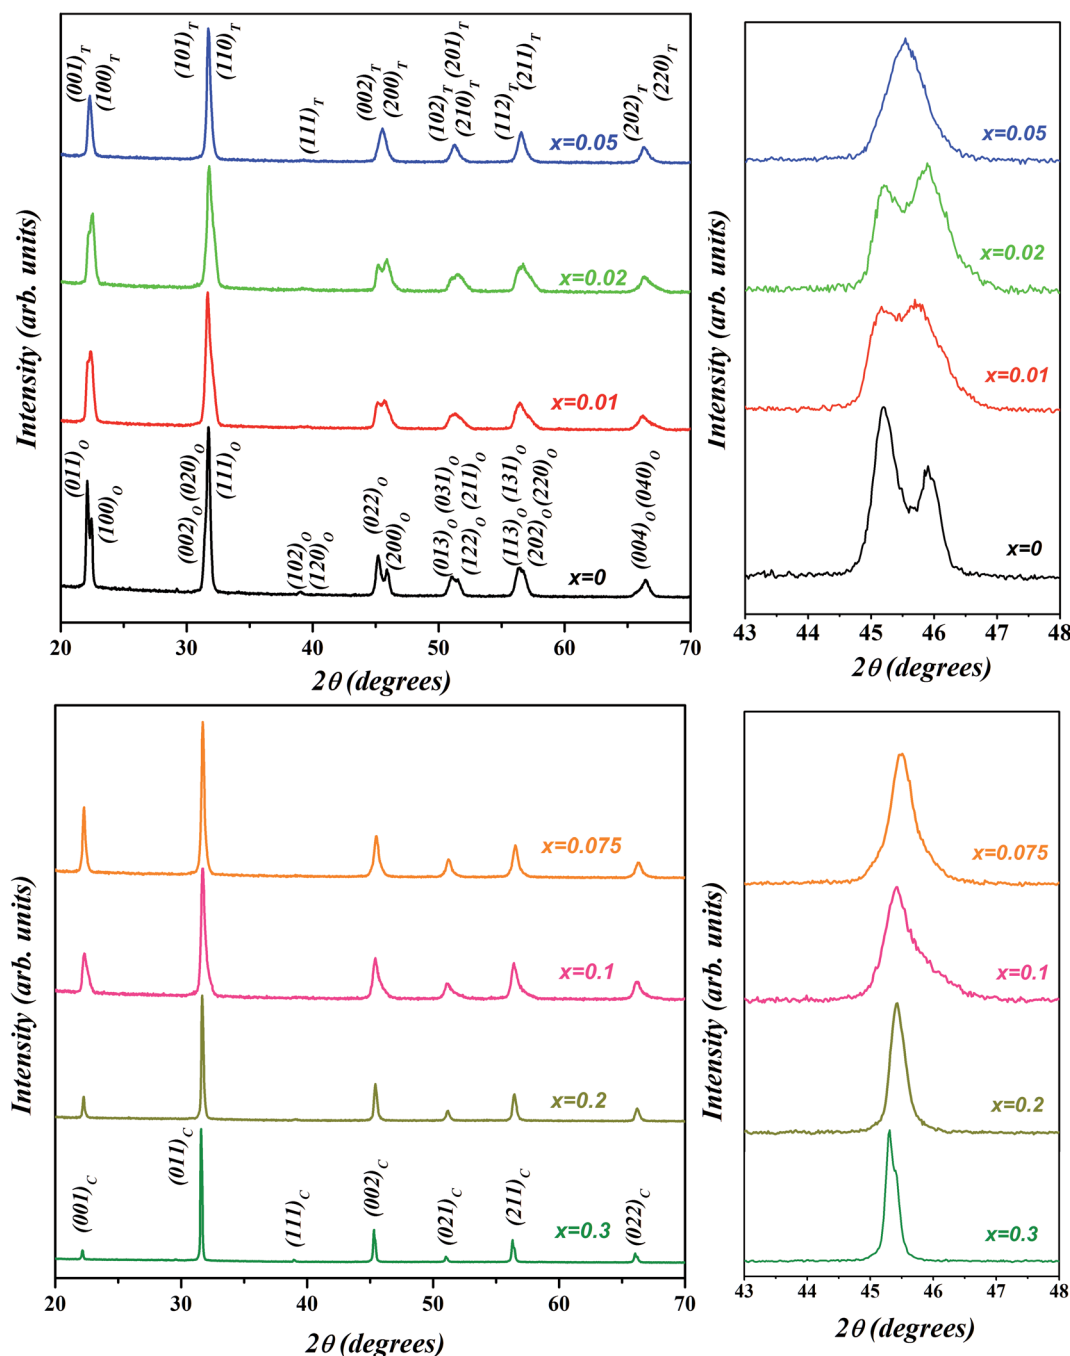 Intensity (arb. units)
(001)T
(100)T
(101)T
(110)T
(111)T
(002)T
(200)T
(102)T
(201)T
(210)T
(112)T
(211)T
(202)T
(220)T
x=0.05
x=0.02
x=0.01
(011)O
(100)O
(002)O (020)O
(111)O
(102)O
(120)O
(022)O
(200)O
(013)O (031)O
(122)O (211)O
(113)O (131)O
(202)O (220)O
(004)O (040)O
x=0
20 30 40 50 60 70
2θ (degrees)
Intensity (arb. units)
x=0.05
x=0.02
x=0.01
x=0
43 44 45 46 47 48
2θ (degrees)
Intensity (arb. units)
x=0.075
x=0.1
x=0.2
(001)C
(011)C
(111)C
(002)C
(021)C
(211)C
(022)C
x=0.3
20 30 40 50 60 70
2θ (degrees)
Intensity (arb. units)
x=0.075
x=0.1
x=0.2
x=0.3
43 44 45 46 47 48
2θ (degrees)